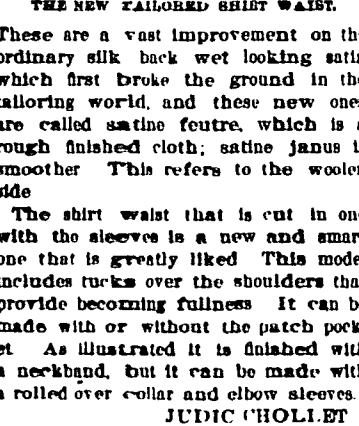 THE NEW TAILORED SHIRT WAIST.
These are a vast improvement on the
ordinary silk back wet looking satin
which first broke the ground in the
tailoring world, and these new ones
are called satine feutre, which is a
rough finished cloth; satine janus is
smoother This refers to the woolen
side
The shirt waist that is cut in one
with the sleeves is a new and smart
one that is greatly liked This model
includes tucks over the shoulders that
provide becoming fullness It can be
made with or without the patch pock
et As illustrated it is finished with
a neckband, but it can be made with
a rolled over collar and elbow sleeves.
JUDIC CHOLLET